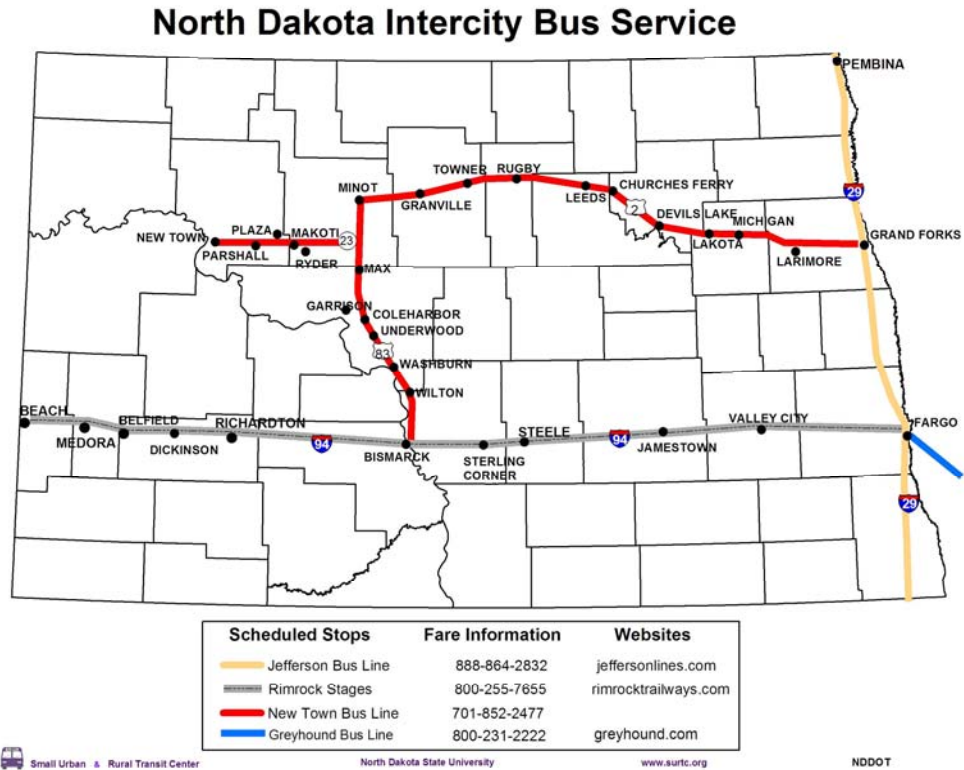 North Dakota Intercity Bus Service
PEMBINA
29
TOWNER
RUGBY
MINOT
GRANVILLE
LEEDS
CHURCHES FERRY
2
DEVILS LAKE
MICHIGAN
LAKOTA
GRAND FORKS
LARIMORE
NEW TOWN
PLAZA
MAKOTI
23
PARSHALL
RYDER
MAX
GARRISON
COLEHARBOR
UNDERWOOD
83
WASHBURN
WILTON
BEACH
MEDORA
BELFIELD
DICKINSON
RICHARDTON
94
BISMARCK
STERLING
CORNER
STEELE
94
JAMESTOWN
VALLEY CITY
FARGO
29
Scheduled Stops Fare Information Websites
Jefferson Bus Line 888-864-2832 jeffersonlines.com
Rimrock Stages 800-255-7655 rimrocktrailways.com
New Town Bus Line 701-852-2477
Greyhound Bus Line 800-231-2222 greyhound.com
Small Urban & Rural Transit Center North Dakota State University www.surtc.org NDDOT